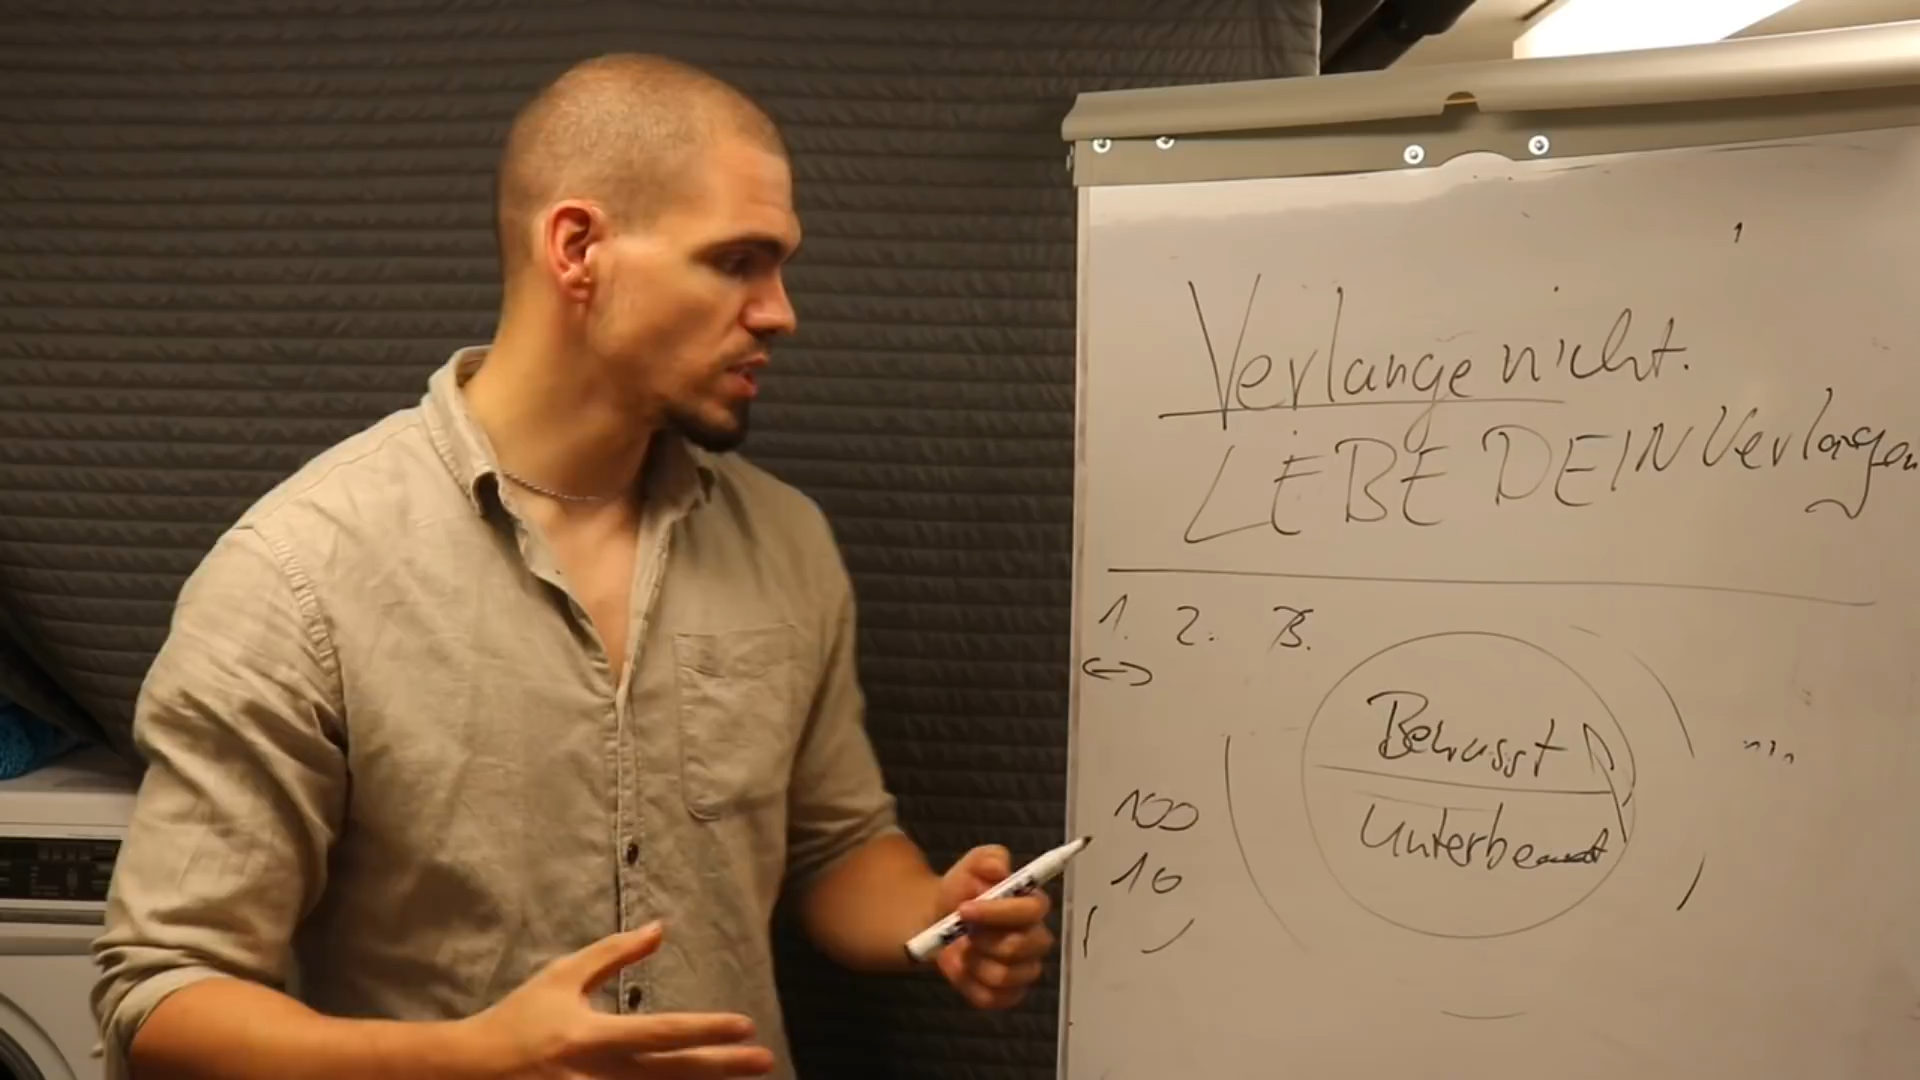 Verlange nicht.
LEBE DEIN Verlangen
1. 2. 3.
Bewusst
Unterbewusst
100
10